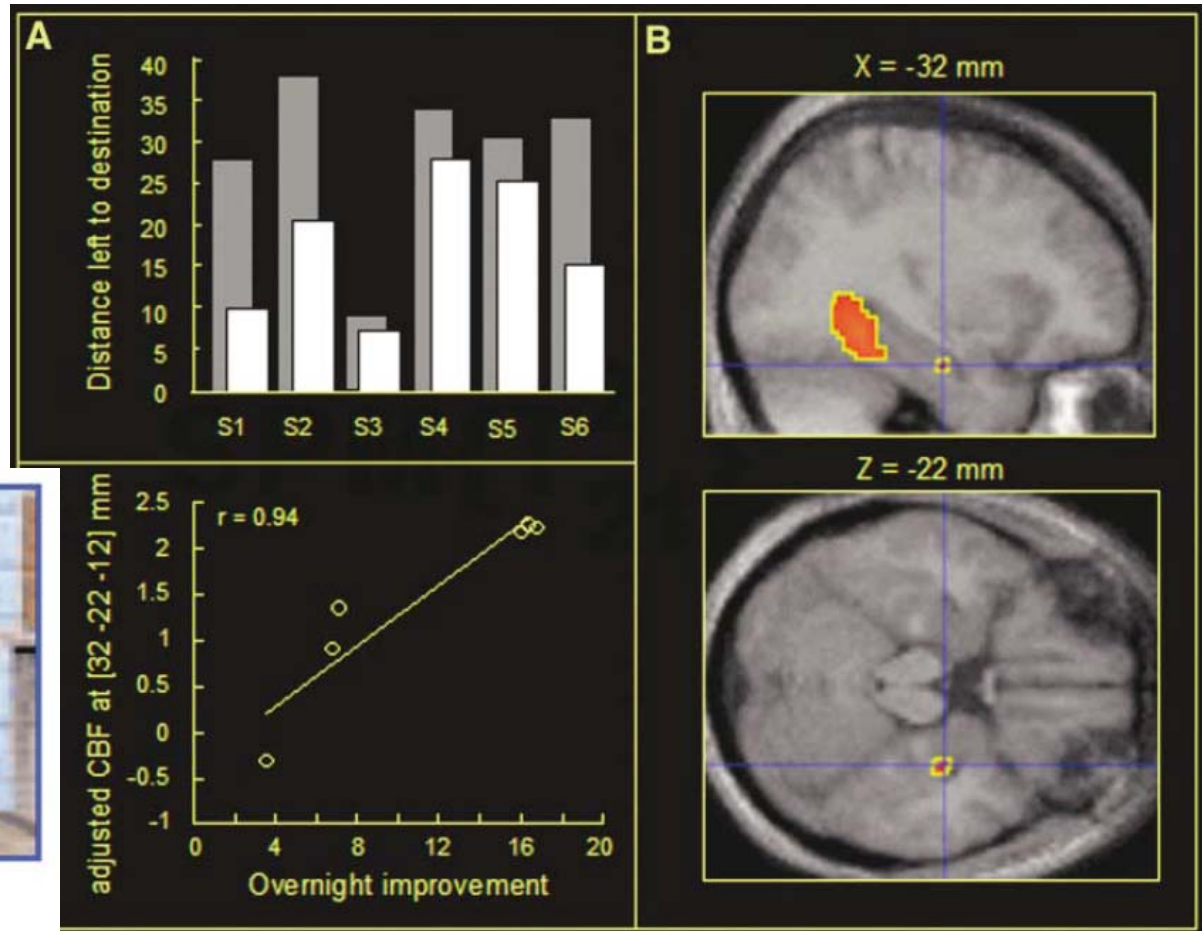 A
Distance left to destination
40
35
30
25
20
15
10
5
0
S1 S2 S3 S4 S5 S6
adjusted CBF at [32 -22 -12] mm
r = 0.94
2.5
2
1.5
1
0.5
0
-0.5
-1
0 4 8 12 16 20
Overnight improvement
B
X = -32 mm
Z = -22 mm